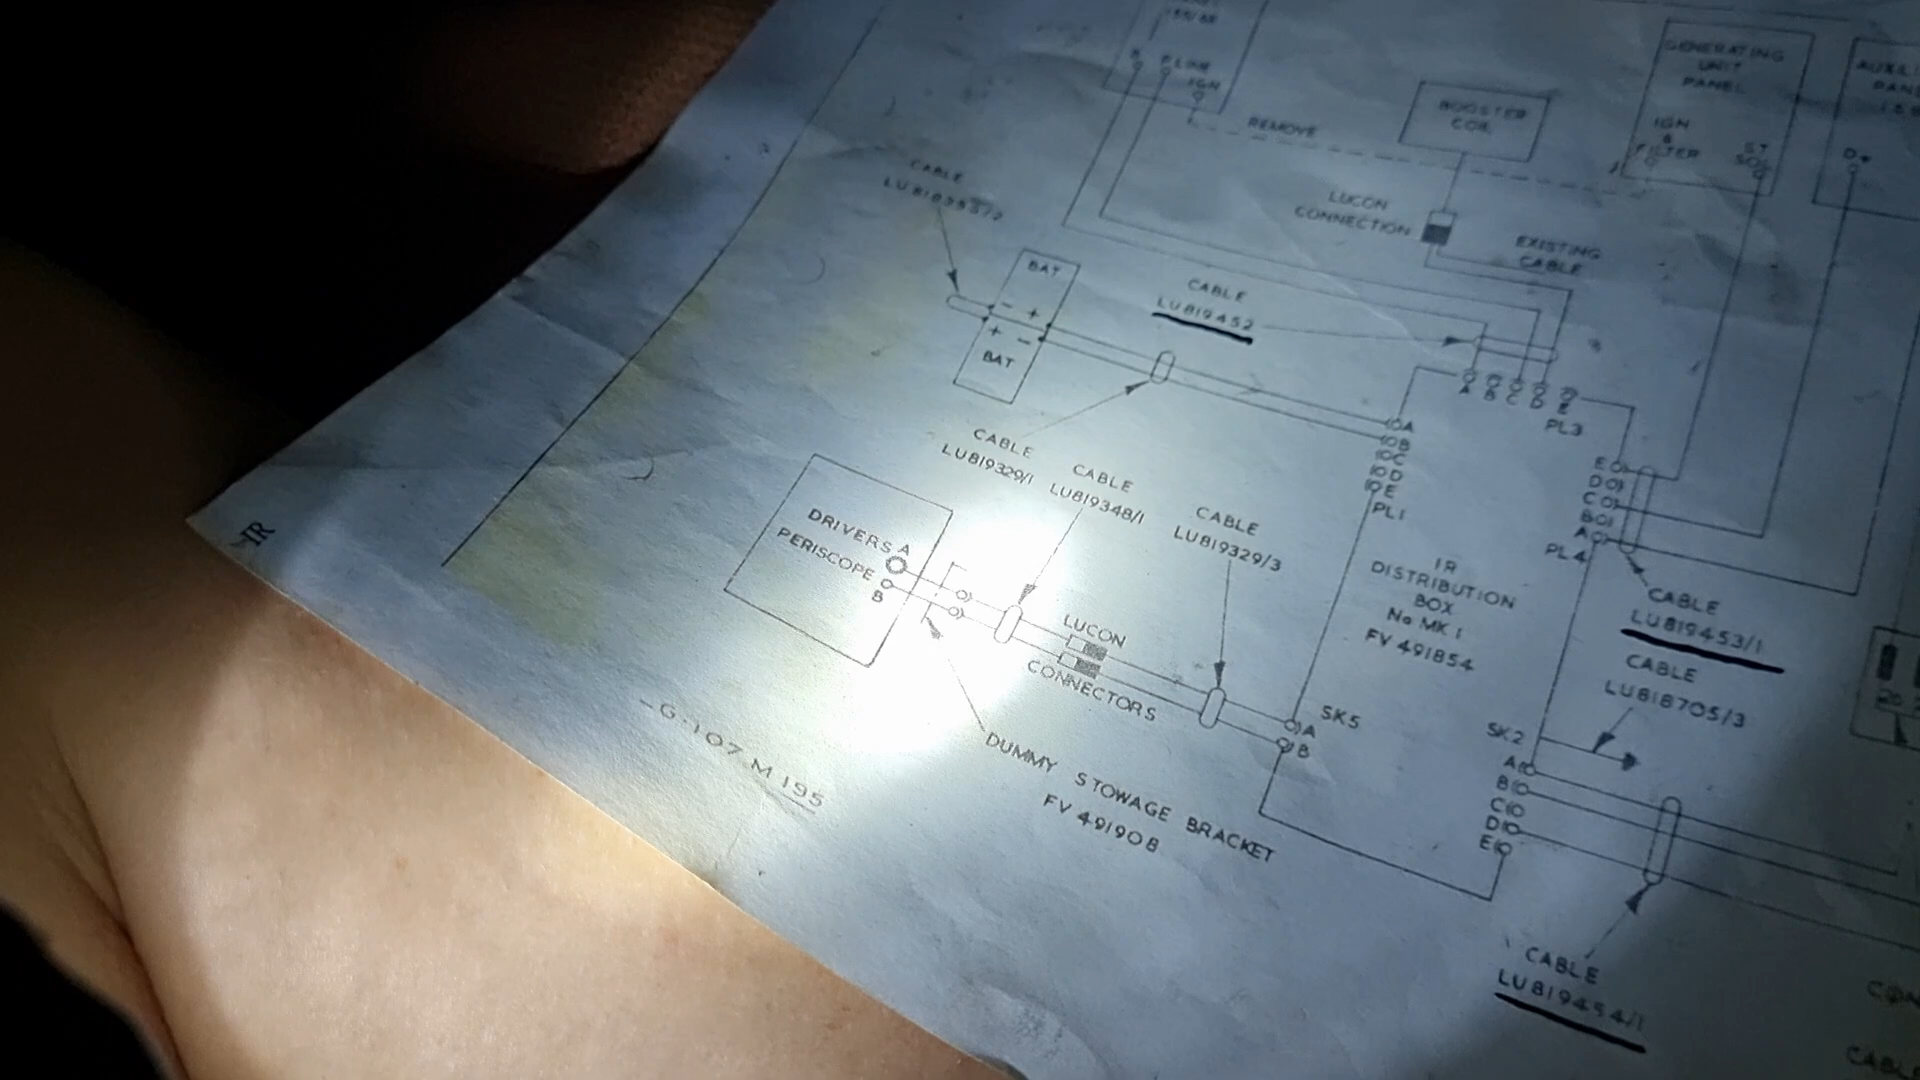 F LINE
IGN
REMOVE
BOOSTER
COIL
GENERATING
UNIT
PANEL
IGN
&
FILTER
ST
SOL
D+
CABLE
LUCON
CONNECTION
EXISTING
CABLE
BAT
- +
+ -
BAT
CABLE
LU819452
A B C D E
PL3
A
B
C
D
E
PL1
E
D
C
B
A
PL4
CABLE
LU819329/1
CABLE
LU819348/1
CABLE
LU819329/3
DRIVERS A
PERISCOPE
B
LUCON
CONNECTORS
IR
DISTRIBUTION
BOX
No MK 1
FV 491854
CABLE
LU819453/1
CABLE
LU818705/3
SK5
A
B
SK2
A
B
C
D
E
DUMMY STOWAGE BRACKET
FV 491908
IR
-G-107 M195
CABLE
LU819454/1